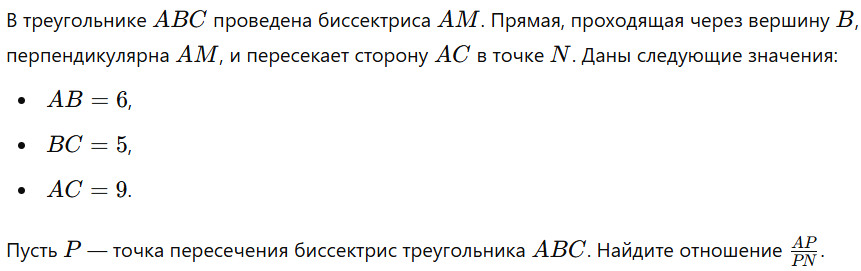 В треугольнике ABC проведена биссектриса AM. Прямая, проходящая через вершину B,
перпендикулярна AM, и пересекает сторону AC в точке N. Даны следующие значения:
• AB = 6,
• BC = 5,
• AC = 9.
Пусть P — точка пересечения биссектрис треугольника ABC. Найдите отношение AP/PN.